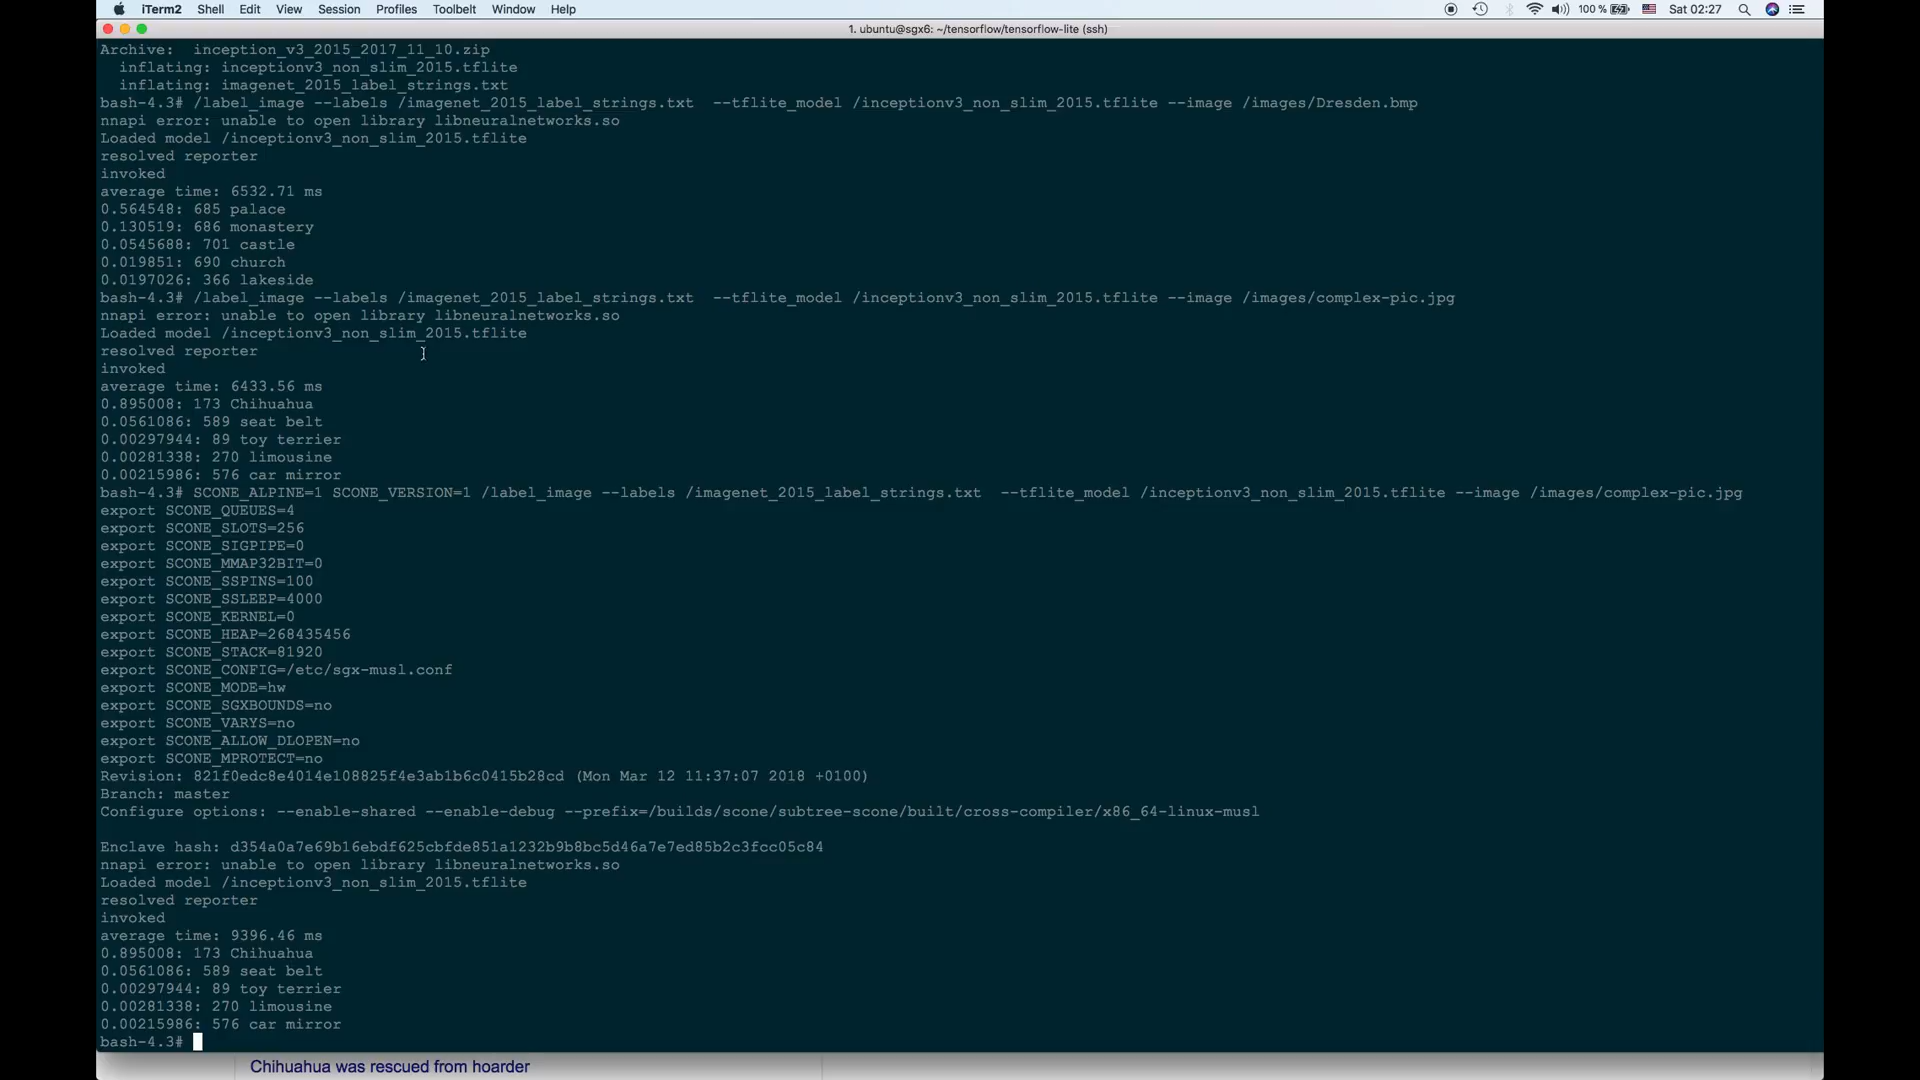 iTerm2 Shell Edit View Session Profiles Toolbelt Window Help 100 % Sat 02:27
1. ubuntu@sgx6: ~/tensorflow/tensorflow-lite (ssh)
Archive:  inception_v3_2015_2017_11_10.zip
  inflating: inceptionv3_non_slim_2015.tflite
  inflating: imagenet_2015_label_strings.txt
bash-4.3# /label_image --labels /imagenet_2015_label_strings.txt  --tflite_model /inceptionv3_non_slim_2015.tflite --image /images/Dresden.bmp
nnapi error: unable to open library libneuralnetworks.so
Loaded model /inceptionv3_non_slim_2015.tflite
resolved reporter
invoked
average time: 6532.71 ms
0.564548: 685 palace
0.130519: 686 monastery
0.0545688: 701 castle
0.019851: 690 church
0.0197026: 366 lakeside
bash-4.3# /label_image --labels /imagenet_2015_label_strings.txt  --tflite_model /inceptionv3_non_slim_2015.tflite --image /images/complex-pic.jpg
nnapi error: unable to open library libneuralnetworks.so
Loaded model /inceptionv3_non_slim_2015.tflite
resolved reporter
invoked
average time: 6433.56 ms
0.895008: 173 Chihuahua
0.0561086: 589 seat belt
0.00297944: 89 toy terrier
0.00281338: 270 limousine
0.00215986: 576 car mirror
bash-4.3# SCONE_ALPINE=1 SCONE_VERSION=1 /label_image --labels /imagenet_2015_label_strings.txt  --tflite_model /inceptionv3_non_slim_2015.tflite --image /images/complex-pic.jpg
export SCONE_QUEUES=4
export SCONE_SLOTS=256
export SCONE_SIGPIPE=0
export SCONE_MMAP32BIT=0
export SCONE_SSPINS=100
export SCONE_SSLEEP=4000
export SCONE_KERNEL=0
export SCONE_HEAP=268435456
export SCONE_STACK=81920
export SCONE_CONFIG=/etc/sgx-musl.conf
export SCONE_MODE=hw
export SCONE_SGXBOUNDS=no
export SCONE_VARYS=no
export SCONE_ALLOW_DLOPEN=no
export SCONE_MPROTECT=no
Revision: 821f0edc8e4014e108825f4e3ab1b6c0415b28cd (Mon Mar 12 11:37:07 2018 +0100)
Branch: master
Configure options: --enable-shared --enable-debug --prefix=/builds/scone/subtree-scone/built/cross-compiler/x86_64-linux-musl
Enclave hash: d354a0a7e69b16ebdf625cbfde851a1232b9b8bc5d46a7e7ed85b2c3fcc05c84
nnapi error: unable to open library libneuralnetworks.so
Loaded model /inceptionv3_non_slim_2015.tflite
resolved reporter
invoked
average time: 9396.46 ms
0.895008: 173 Chihuahua
0.0561086: 589 seat belt
0.00297944: 89 toy terrier
0.00281338: 270 limousine
0.00215986: 576 car mirror
bash-4.3#
Chihuahua was rescued from hoarder